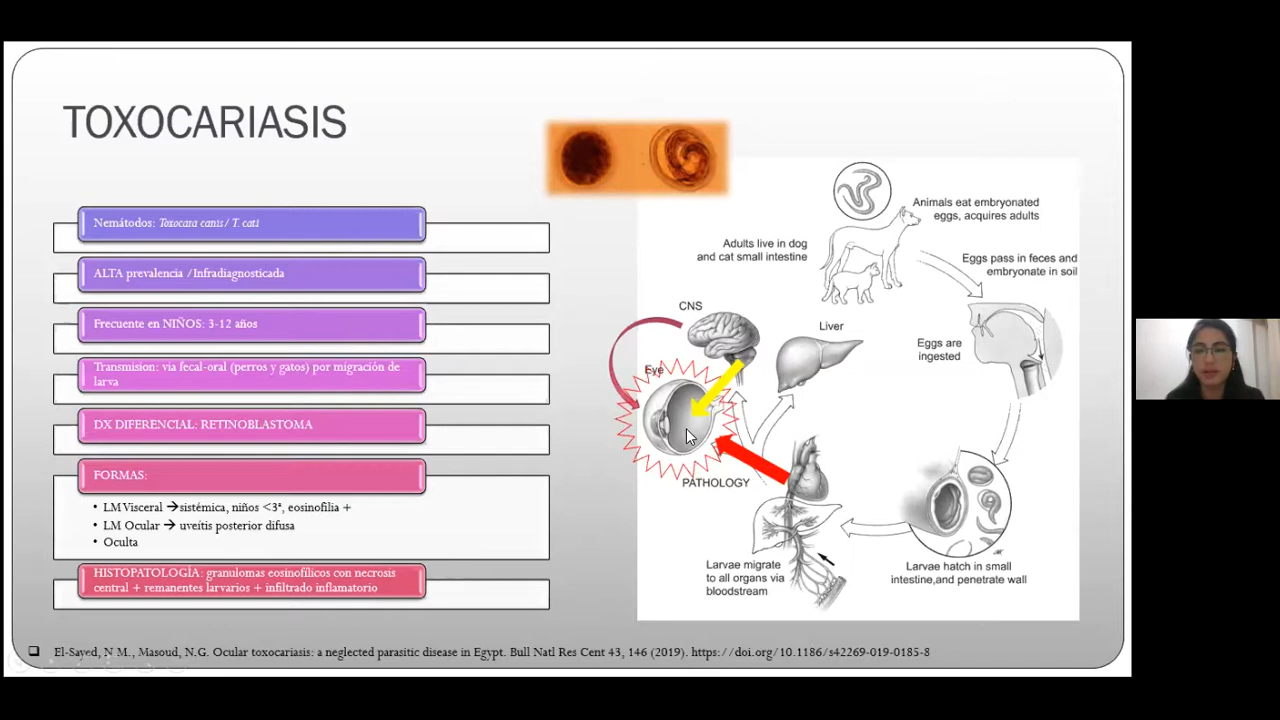 TOXOCARIASIS
Nemátodos: Toxocara canis/ T. cati
ALTA prevalencia /Infradiagnosticada
Frecuente en NIÑOS: 3-12 años
Transmision: via fecal-oral (perros y gatos) por migración de
larva
DX DIFERENCIAL: RETINOBLASTOMA
FORMAS:
• LM Visceral → sistémica, niños <3ª, eosinofilia +
• LM Ocular → uveítis posterior difusa
• Oculta
HISTOPATOLOGÌA: granulomas eosinofílicos con necrosis
central + remanentes larvarios + infiltrado inflamatorio
Animals eat embryonated
eggs, acquires adults
Adults live in dog
and cat small intestine
Eggs pass in feces and
embryonate in soil
CNS
Liver
Eggs are
ingested
Eye
PATHOLOGY
Larvae migrate
to all organs via
bloodstream
Larvae hatch in small
intestine,and penetrate wall
El-Sayed, N M., Masoud, N.G. Ocular toxocariasis: a neglected parasitic disease in Egypt. Bull Natl Res Cent 43, 146 (2019). https://doi.org/10.1186/s42269-019-0185-8